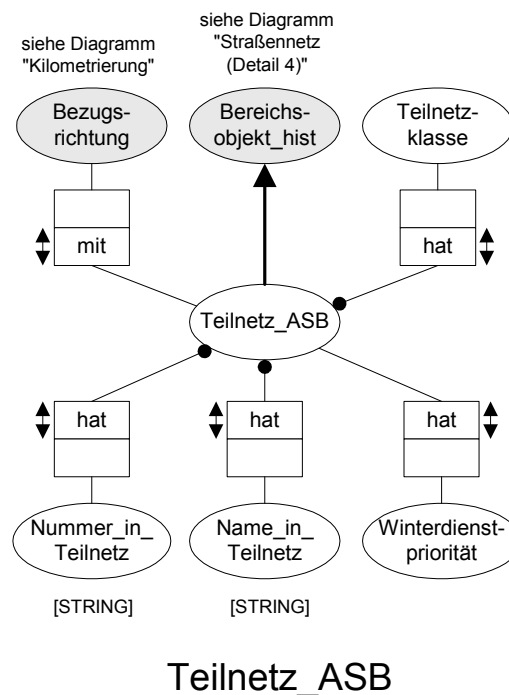 siehe Diagramm
"Kilometrierung"
siehe Diagramm
"Straßennetz
(Detail 4)"
Bezugs-
richtung
Bereichs-
objekt_hist
Teilnetz-
klasse
mit
hat
Teilnetz_ASB
hat
hat
hat
Nummer_in_
Teilnetz
Name_in_
Teilnetz
Winterdienst-
priorität
[STRING]
[STRING]
Teilnetz_ASB